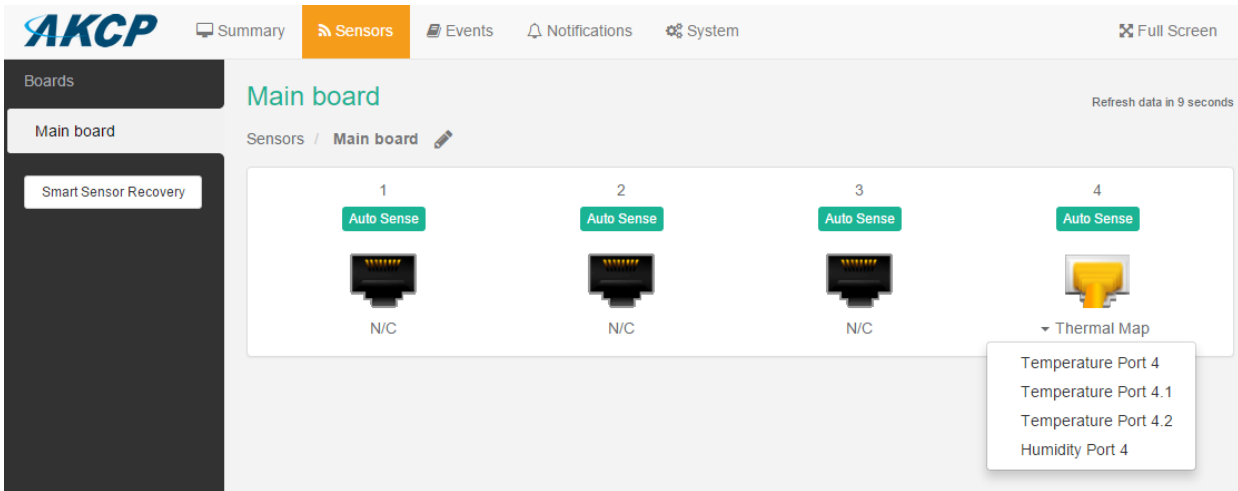 AKCP Summary Sensors Events Notifications System Full Screen
Boards
Main board
Smart Sensor Recovery
Main board
Refresh data in 9 seconds
Sensors / Main board
1 2 3 4
Auto Sense Auto Sense Auto Sense Auto Sense
N/C N/C N/C Thermal Map
Temperature Port 4
Temperature Port 4.1
Temperature Port 4.2
Humidity Port 4